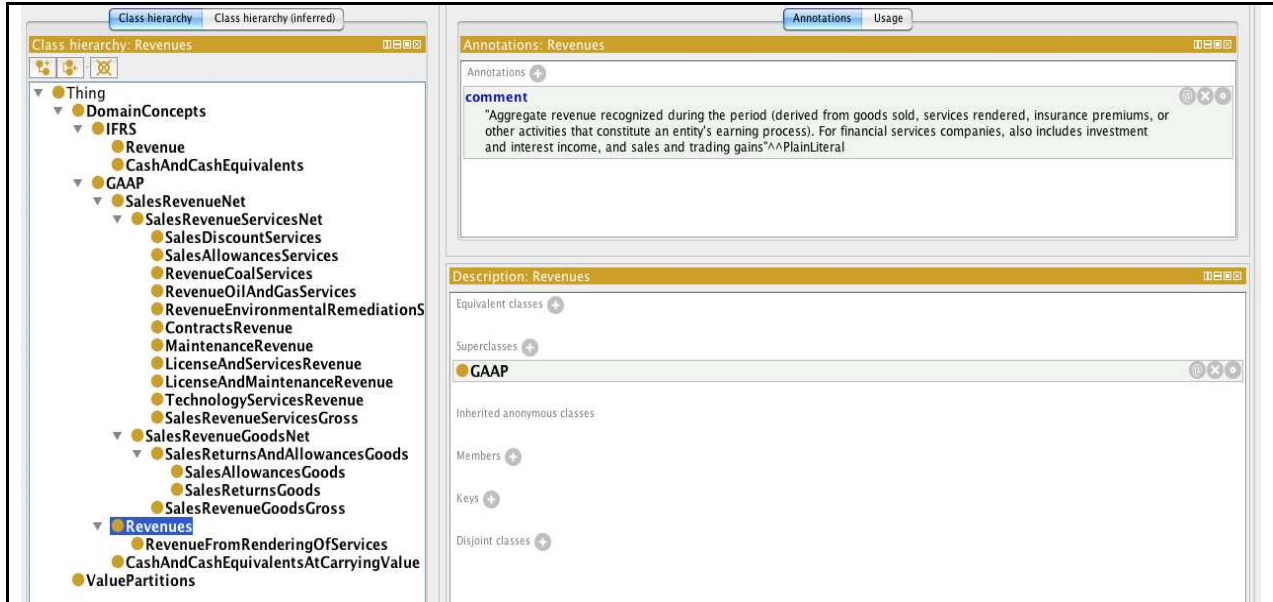 Class hierarchy Class hierarchy (inferred)
Class hierarchy: Revenues
Thing
DomainConcepts
IFRS
Revenue
CashAndCashEquivalents
GAAP
SalesRevenueNet
SalesRevenueServicesNet
SalesDiscountServices
SalesAllowancesServices
RevenueCoalServices
RevenueOilAndGasServices
RevenueEnvironmentalRemediationS
ContractsRevenue
MaintenanceRevenue
LicenseAndServicesRevenue
LicenseAndMaintenanceRevenue
TechnologyServicesRevenue
SalesRevenueServicesGross
SalesRevenueGoodsNet
SalesReturnsAndAllowancesGoods
SalesAllowancesGoods
SalesReturnsGoods
SalesRevenueGoodsGross
Revenues
RevenueFromRenderingOfServices
CashAndCashEquivalentsAtCarryingValue
ValuePartitions
Annotations Usage
Annotations: Revenues
Annotations
comment
"Aggregate revenue recognized during the period (derived from goods sold, services rendered, insurance premiums, or
other activities that constitute an entity's earning process). For financial services companies, also includes investment
and interest income, and sales and trading gains"^^PlainLiteral
Description: Revenues
Equivalent classes
Superclasses
GAAP
Inherited anonymous classes
Members
Keys
Disjoint classes